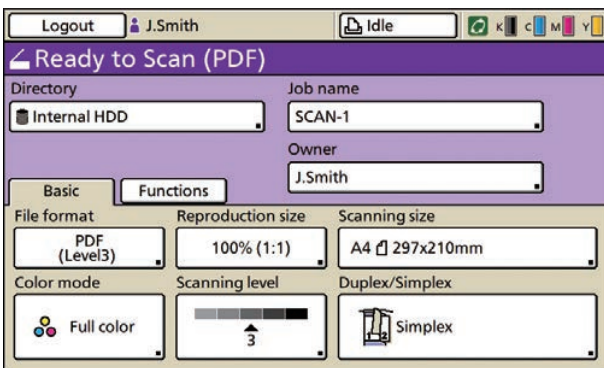 Logout
J.Smith
Idle
K C M Y
Ready to Scan (PDF)
Directory
Job name
Internal HDD
SCAN-1
Owner
J.Smith
Basic
Functions
File format
Reproduction size
Scanning size
PDF
(Level3)
100% (1:1)
A4 297x210mm
Color mode
Scanning level
Duplex/Simplex
Full color
3
1 2
Simplex